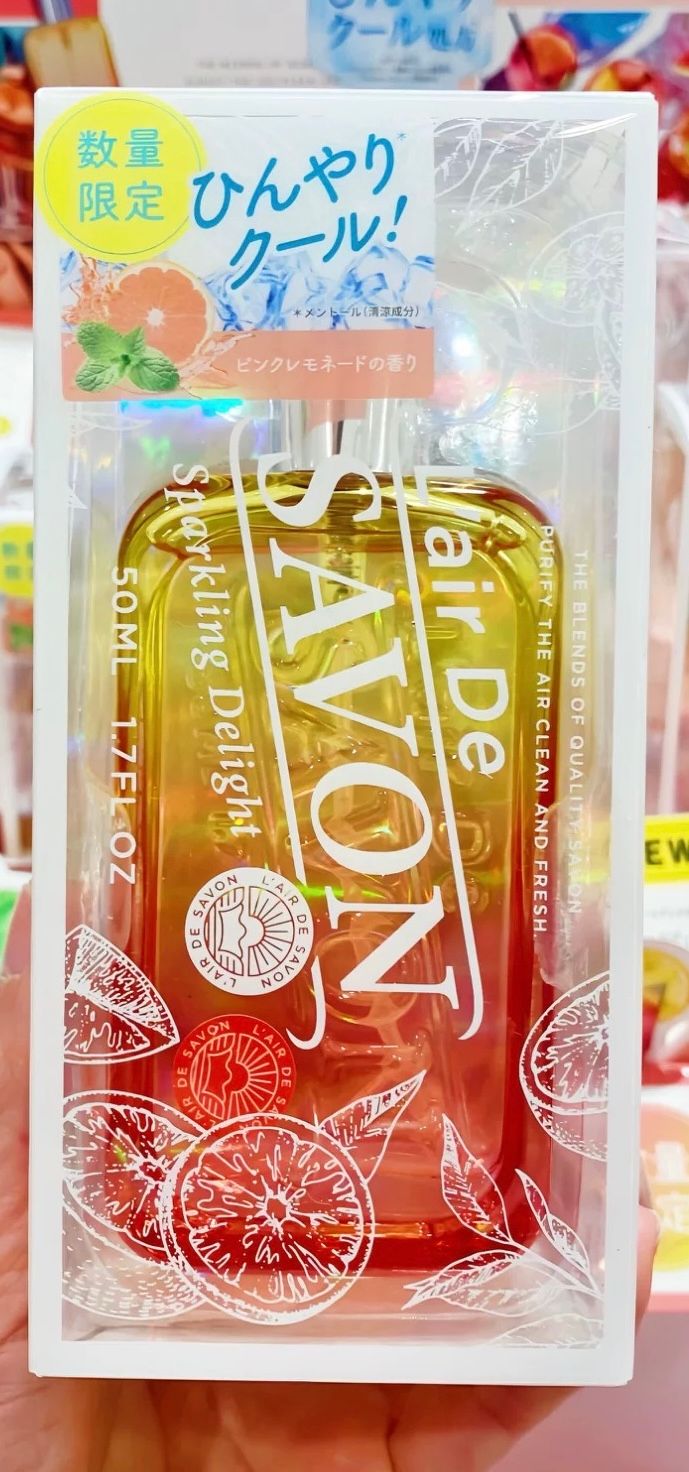 数量
限定
ひんやり*
クール!
*メントール(清涼成分)
ピンクレモネードの香り
THE BLENDS OF QUALITY SAVON
PURIFY THE AIR CLEAN AND FRESH.
L'air De
SAVON
Sparkling Delight
50ML 1.7FL·OZ
L'AIR DE SAVON
L'AIR DE SAVON